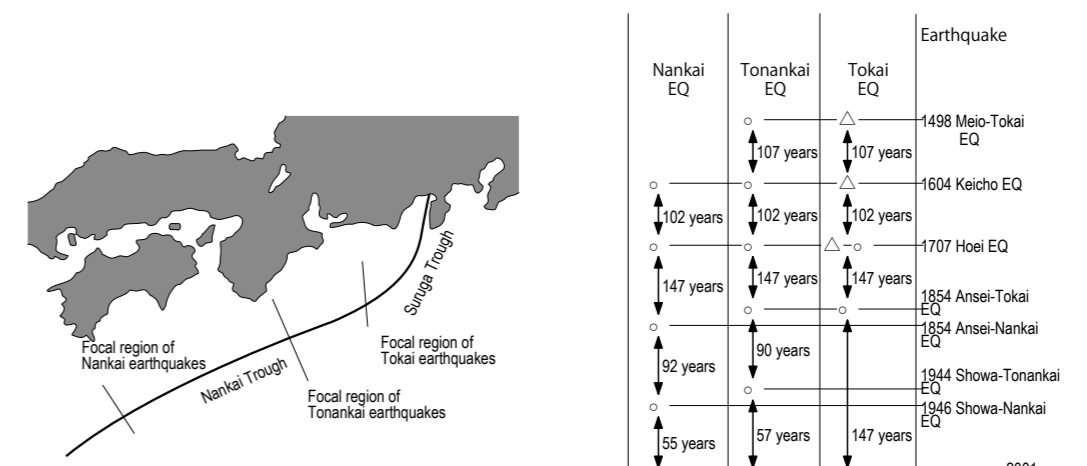 Focal region of
Nankai earthquakes
Nankai Trough
Suruga Trough
Focal region of
Tokai earthquakes
Focal region of
Tonankai earthquakes
Earthquake
Nankai
EQ
Tonankai
EQ
Tokai
EQ
1498 Meio-Tokai
EQ
107 years
107 years
1604 Keicho EQ
102 years
102 years
102 years
1707 Hoei EQ
147 years
147 years
147 years
1854 Ansei-Tokai
EQ
1854 Ansei-Nankai
EQ
92 years
90 years
1944 Showa-Tonankai
EQ
1946 Showa-Nankai
EQ
55 years
57 years
147 years